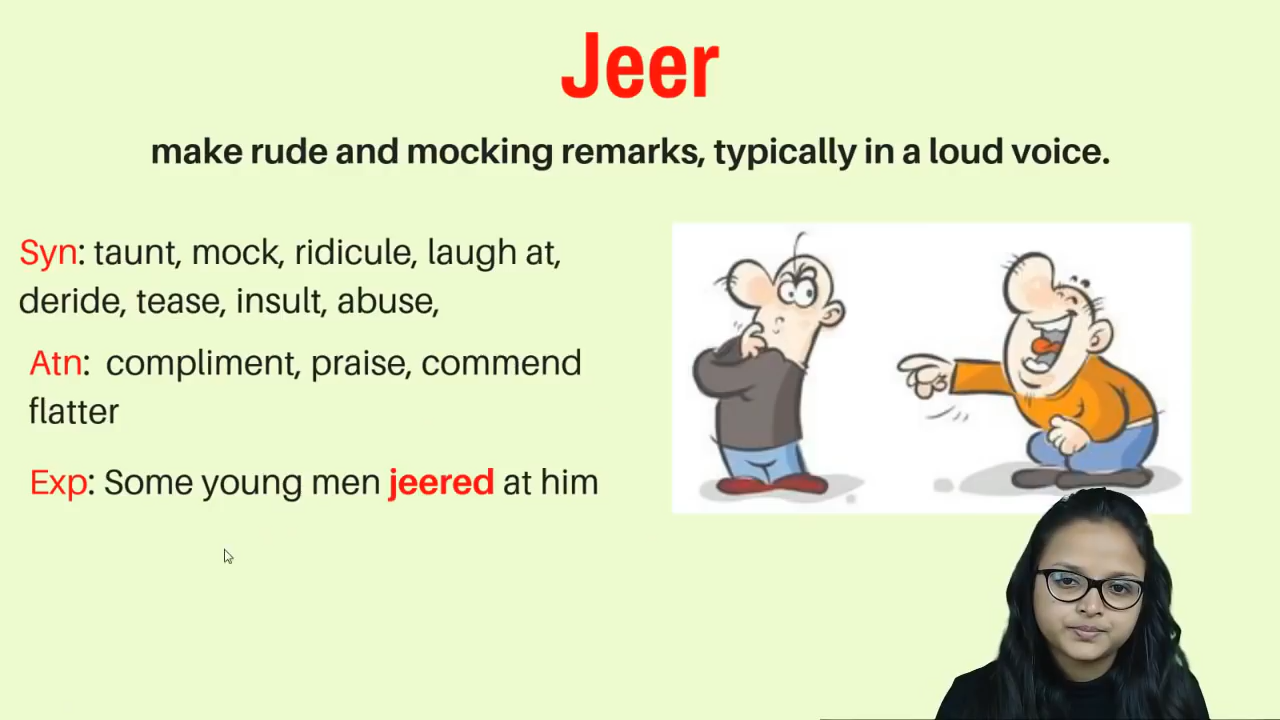 Jeer
make rude and mocking remarks, typically in a loud voice.
Syn: taunt, mock, ridicule, laugh at,
deride, tease, insult, abuse,
Atn: compliment, praise, commend
flatter
Exp: Some young men jeered at him